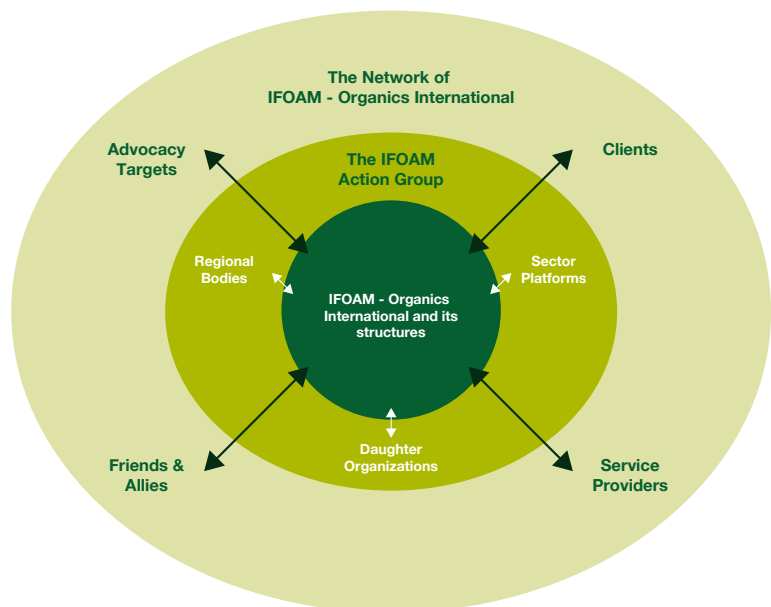 The Network of
IFOAM - Organics International
Advocacy
Targets
Clients
The IFOAM
Action Group
Regional
Bodies
Sector
Platforms
IFOAM - Organics
International and its
structures
Daughter
Organizations
Friends &
Allies
Service
Providers